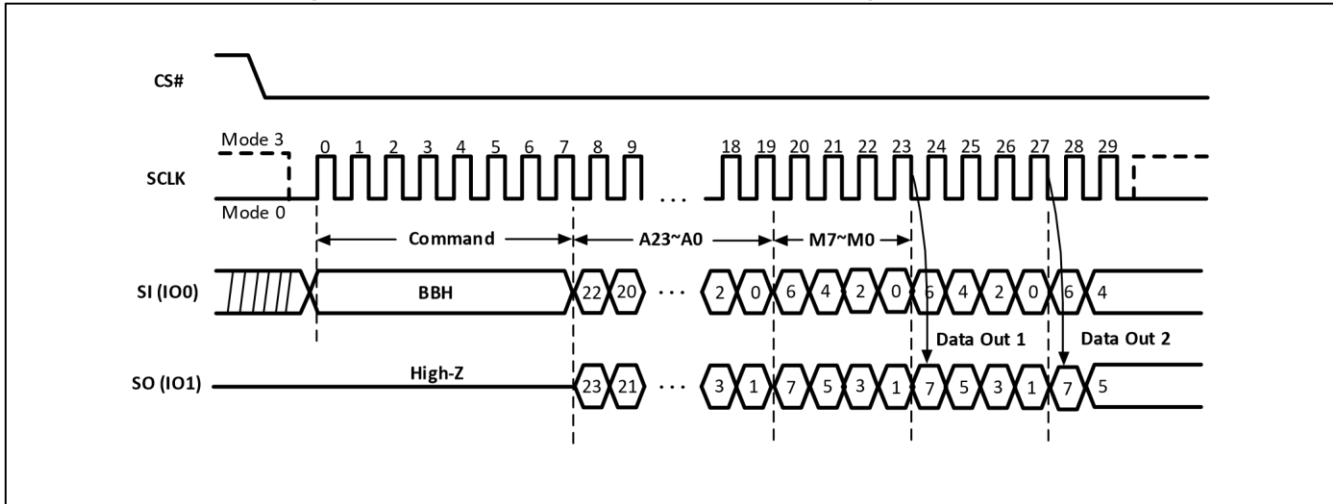 CS#
Mode 3
0 1 2 3 4 5 6 7 8 9 18 19 20 21 22 23 24 25 26 27 28 29
SCLK
. . .
Mode 0
Command A23~A0 M7~M0
SI (IO0) BBH 22 20 . . . 2 0 6 4 2 0 6 4 2 0 6 4
Data Out 1 Data Out 2
SO (IO1) High-Z 23 21 . . . 3 1 7 5 3 1 7 5 3 1 7 5